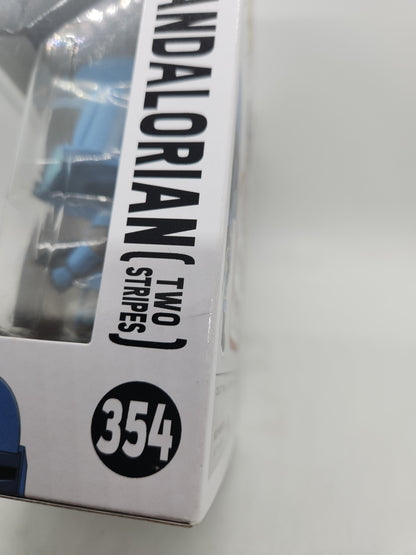 ANDALORIAN (TWO
STRIPES)
354